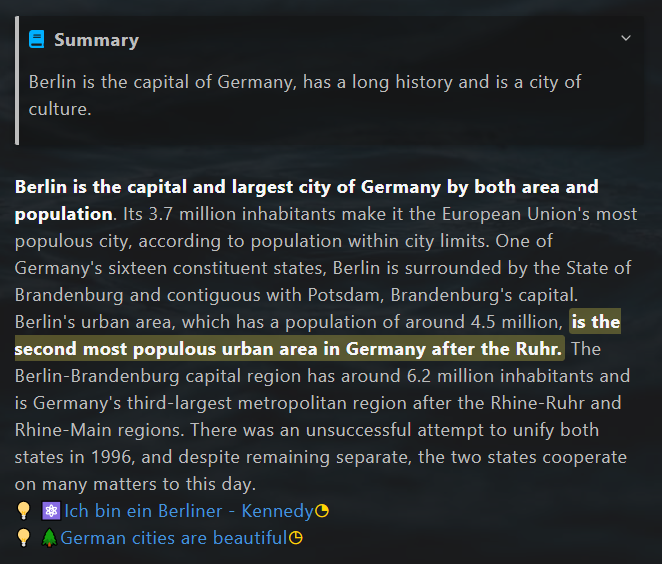 Summary
Berlin is the capital of Germany, has a long history and is a city of
culture.
Berlin is the capital and largest city of Germany by both area and
population. Its 3.7 million inhabitants make it the European Union's most
populous city, according to population within city limits. One of
Germany's sixteen constituent states, Berlin is surrounded by the State of
Brandenburg and contiguous with Potsdam, Brandenburg's capital.
Berlin's urban area, which has a population of around 4.5 million, is the
second most populous urban area in Germany after the Ruhr. The
Berlin-Brandenburg capital region has around 6.2 million inhabitants and
is Germany's third-largest metropolitan region after the Rhine-Ruhr and
Rhine-Main regions. There was an unsuccessful attempt to unify both
states in 1996, and despite remaining separate, the two states cooperate
on many matters to this day.
Ich bin ein Berliner - Kennedy
German cities are beautiful